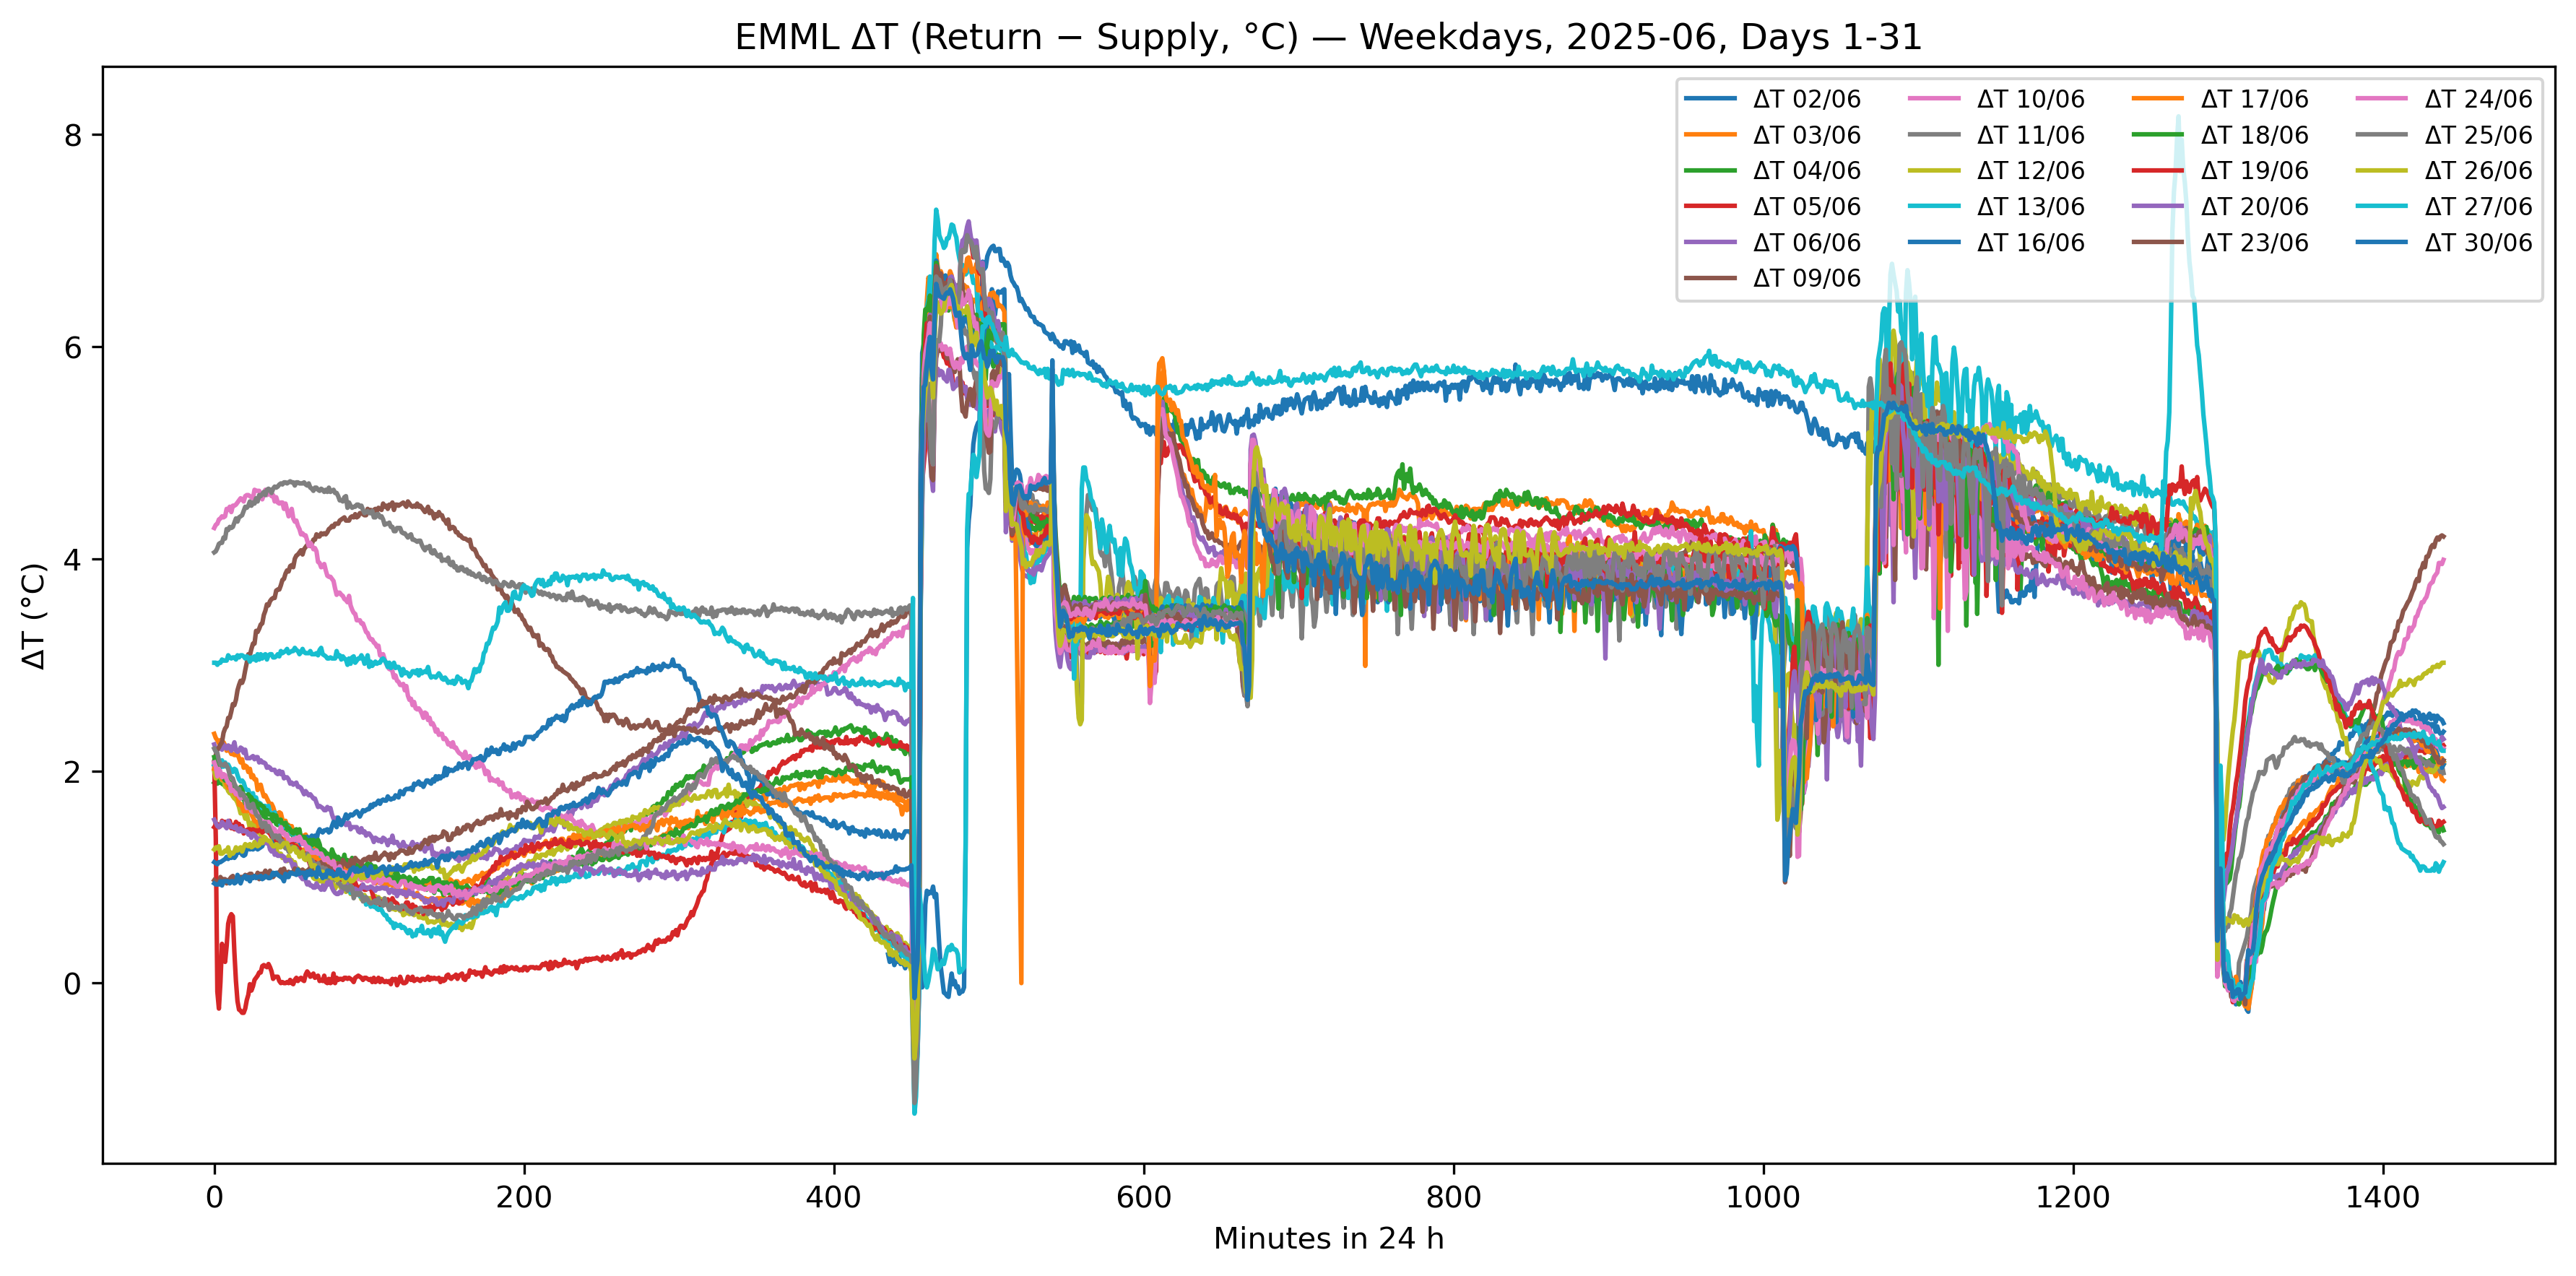 EMML ΔT (Return − Supply, °C) — Weekdays, 2025-06, Days 1-31
ΔT (°C)
8
6
4
2
0
ΔT 02/06
ΔT 03/06
ΔT 04/06
ΔT 05/06
ΔT 06/06
ΔT 09/06
ΔT 10/06
ΔT 11/06
ΔT 12/06
ΔT 13/06
ΔT 16/06
ΔT 17/06
ΔT 18/06
ΔT 19/06
ΔT 20/06
ΔT 23/06
ΔT 24/06
ΔT 25/06
ΔT 26/06
ΔT 27/06
ΔT 30/06
0 200 400 600 800 1000 1200 1400
Minutes in 24 h